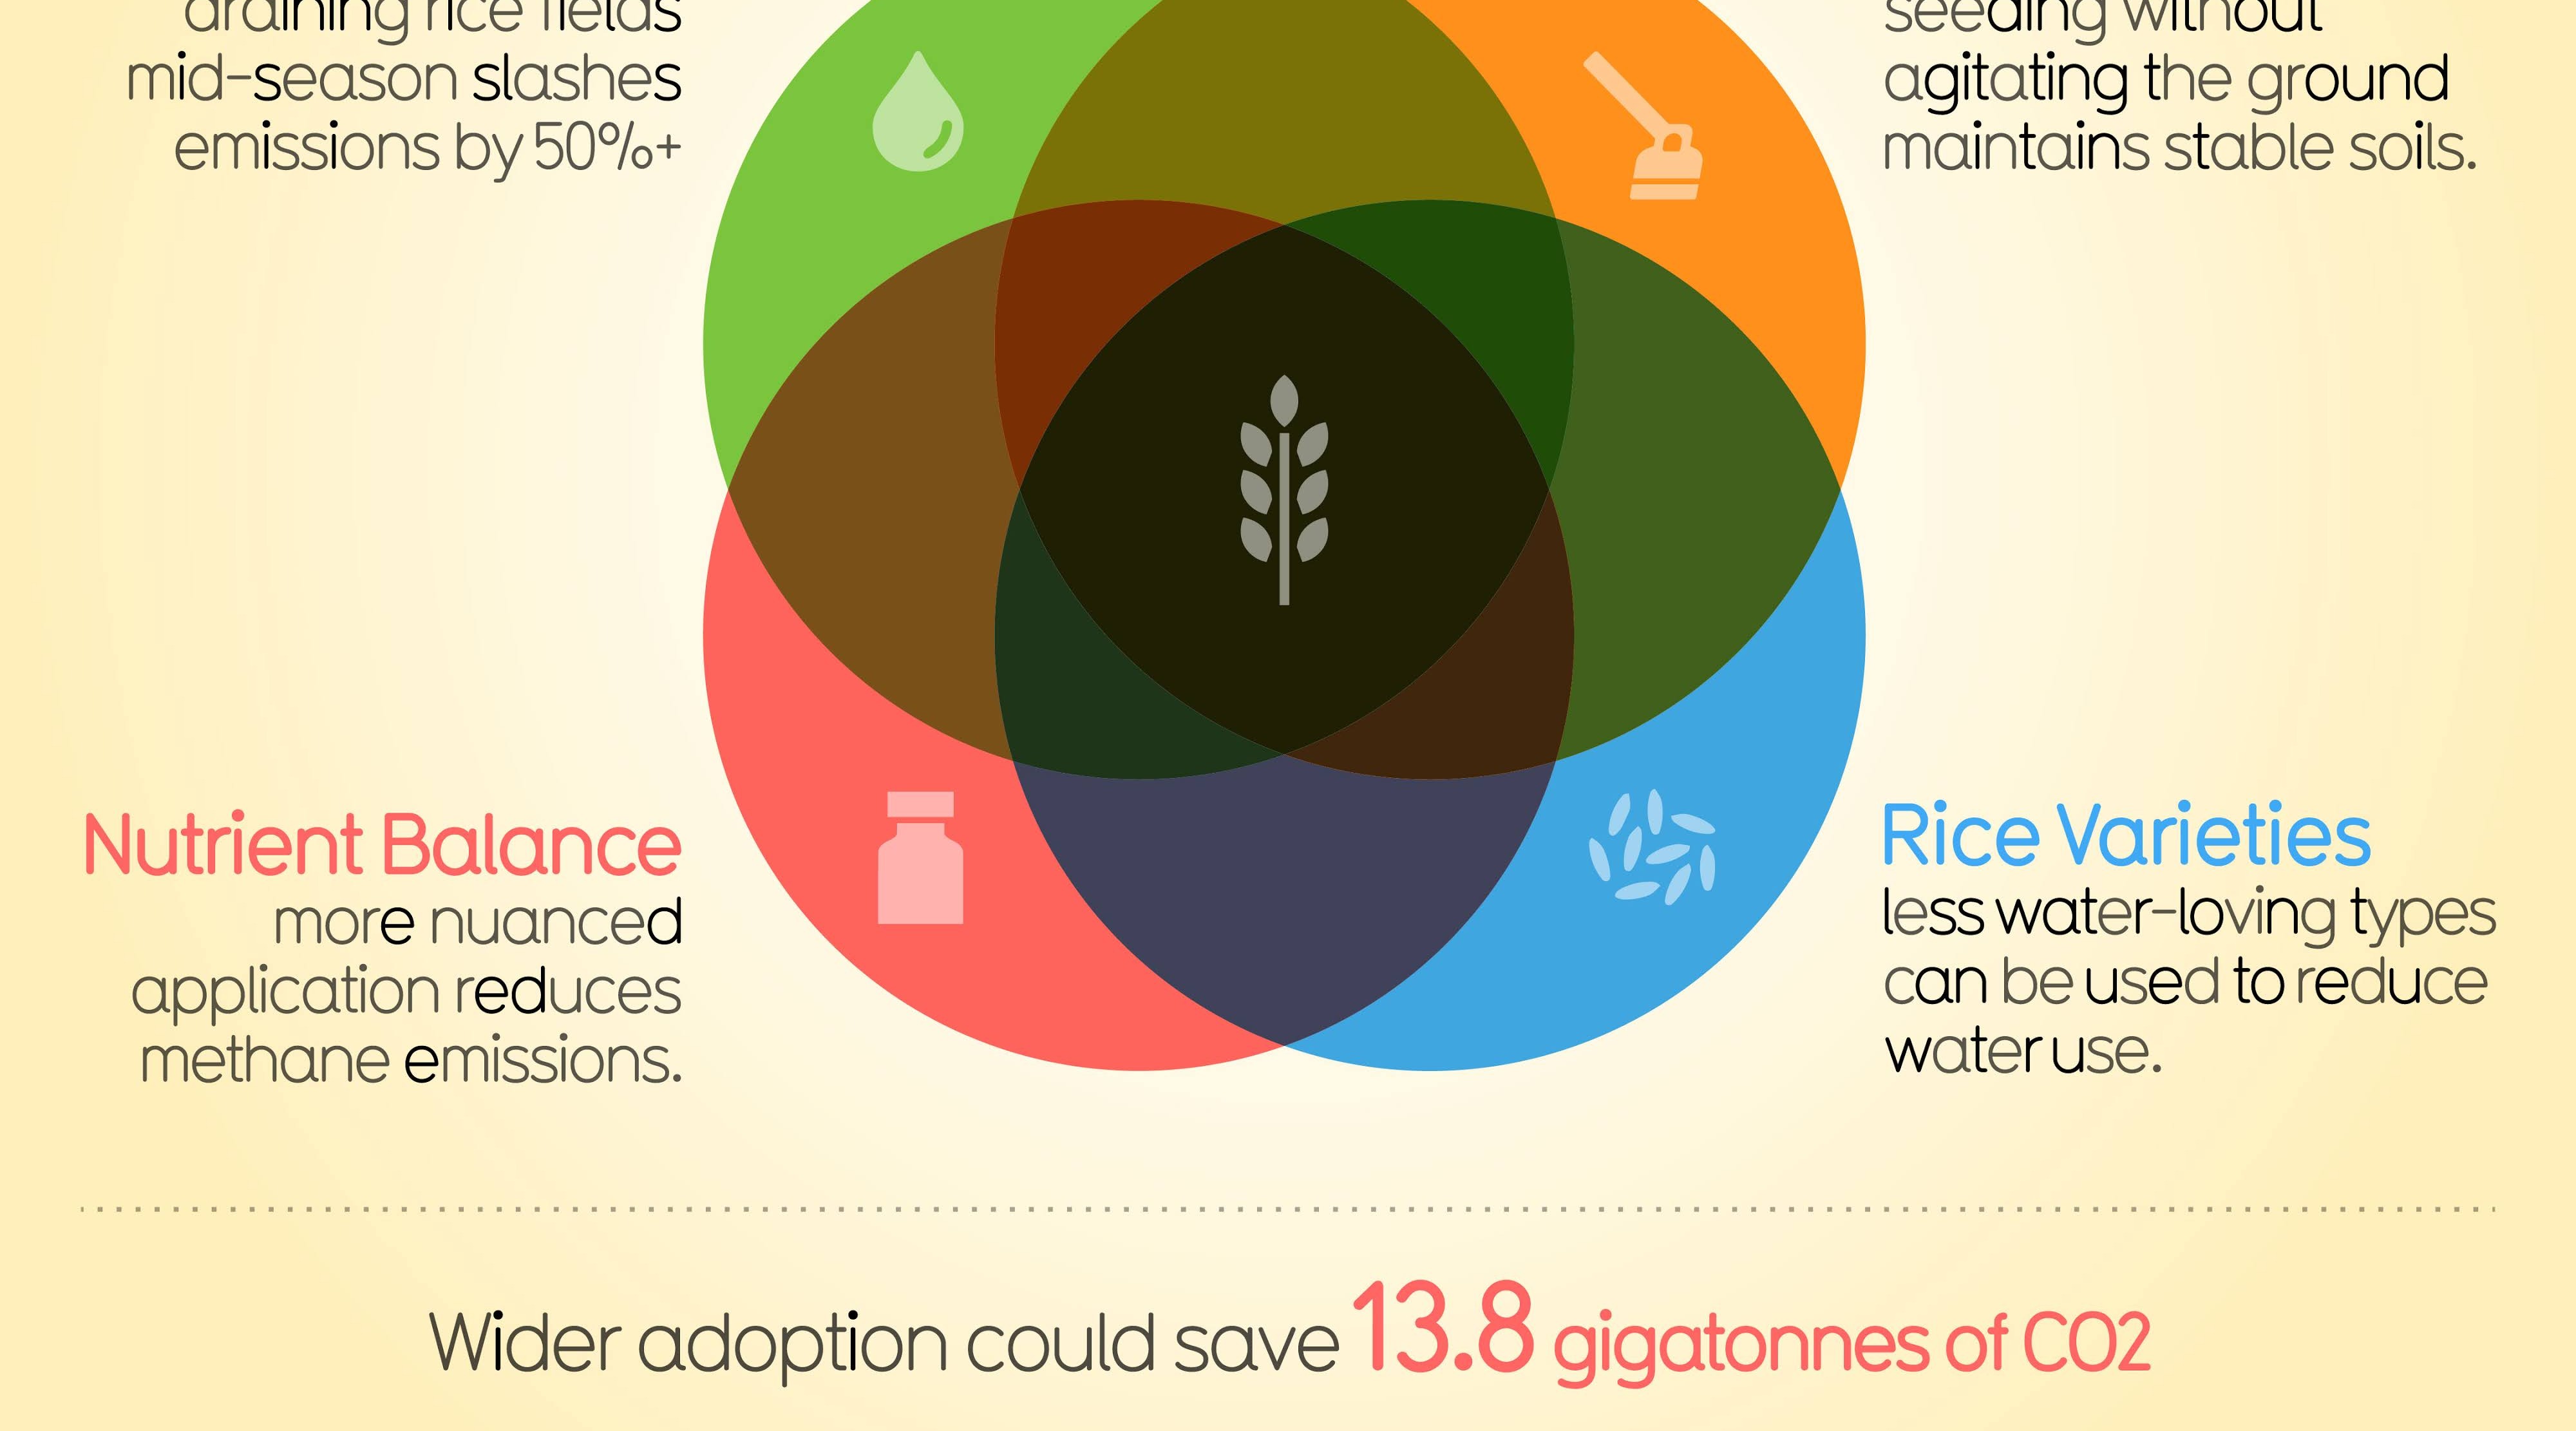 draining rice fields
mid-season slashes
emissions by 50%+
seeding without
agitating the ground
maintains stable soils.
Nutrient Balance
more nuanced
application reduces
methane emissions.
Rice Varieties
less water-loving types
can be used to reduce
water use.
Wider adoption could save 13.8 gigatonnes of CO2